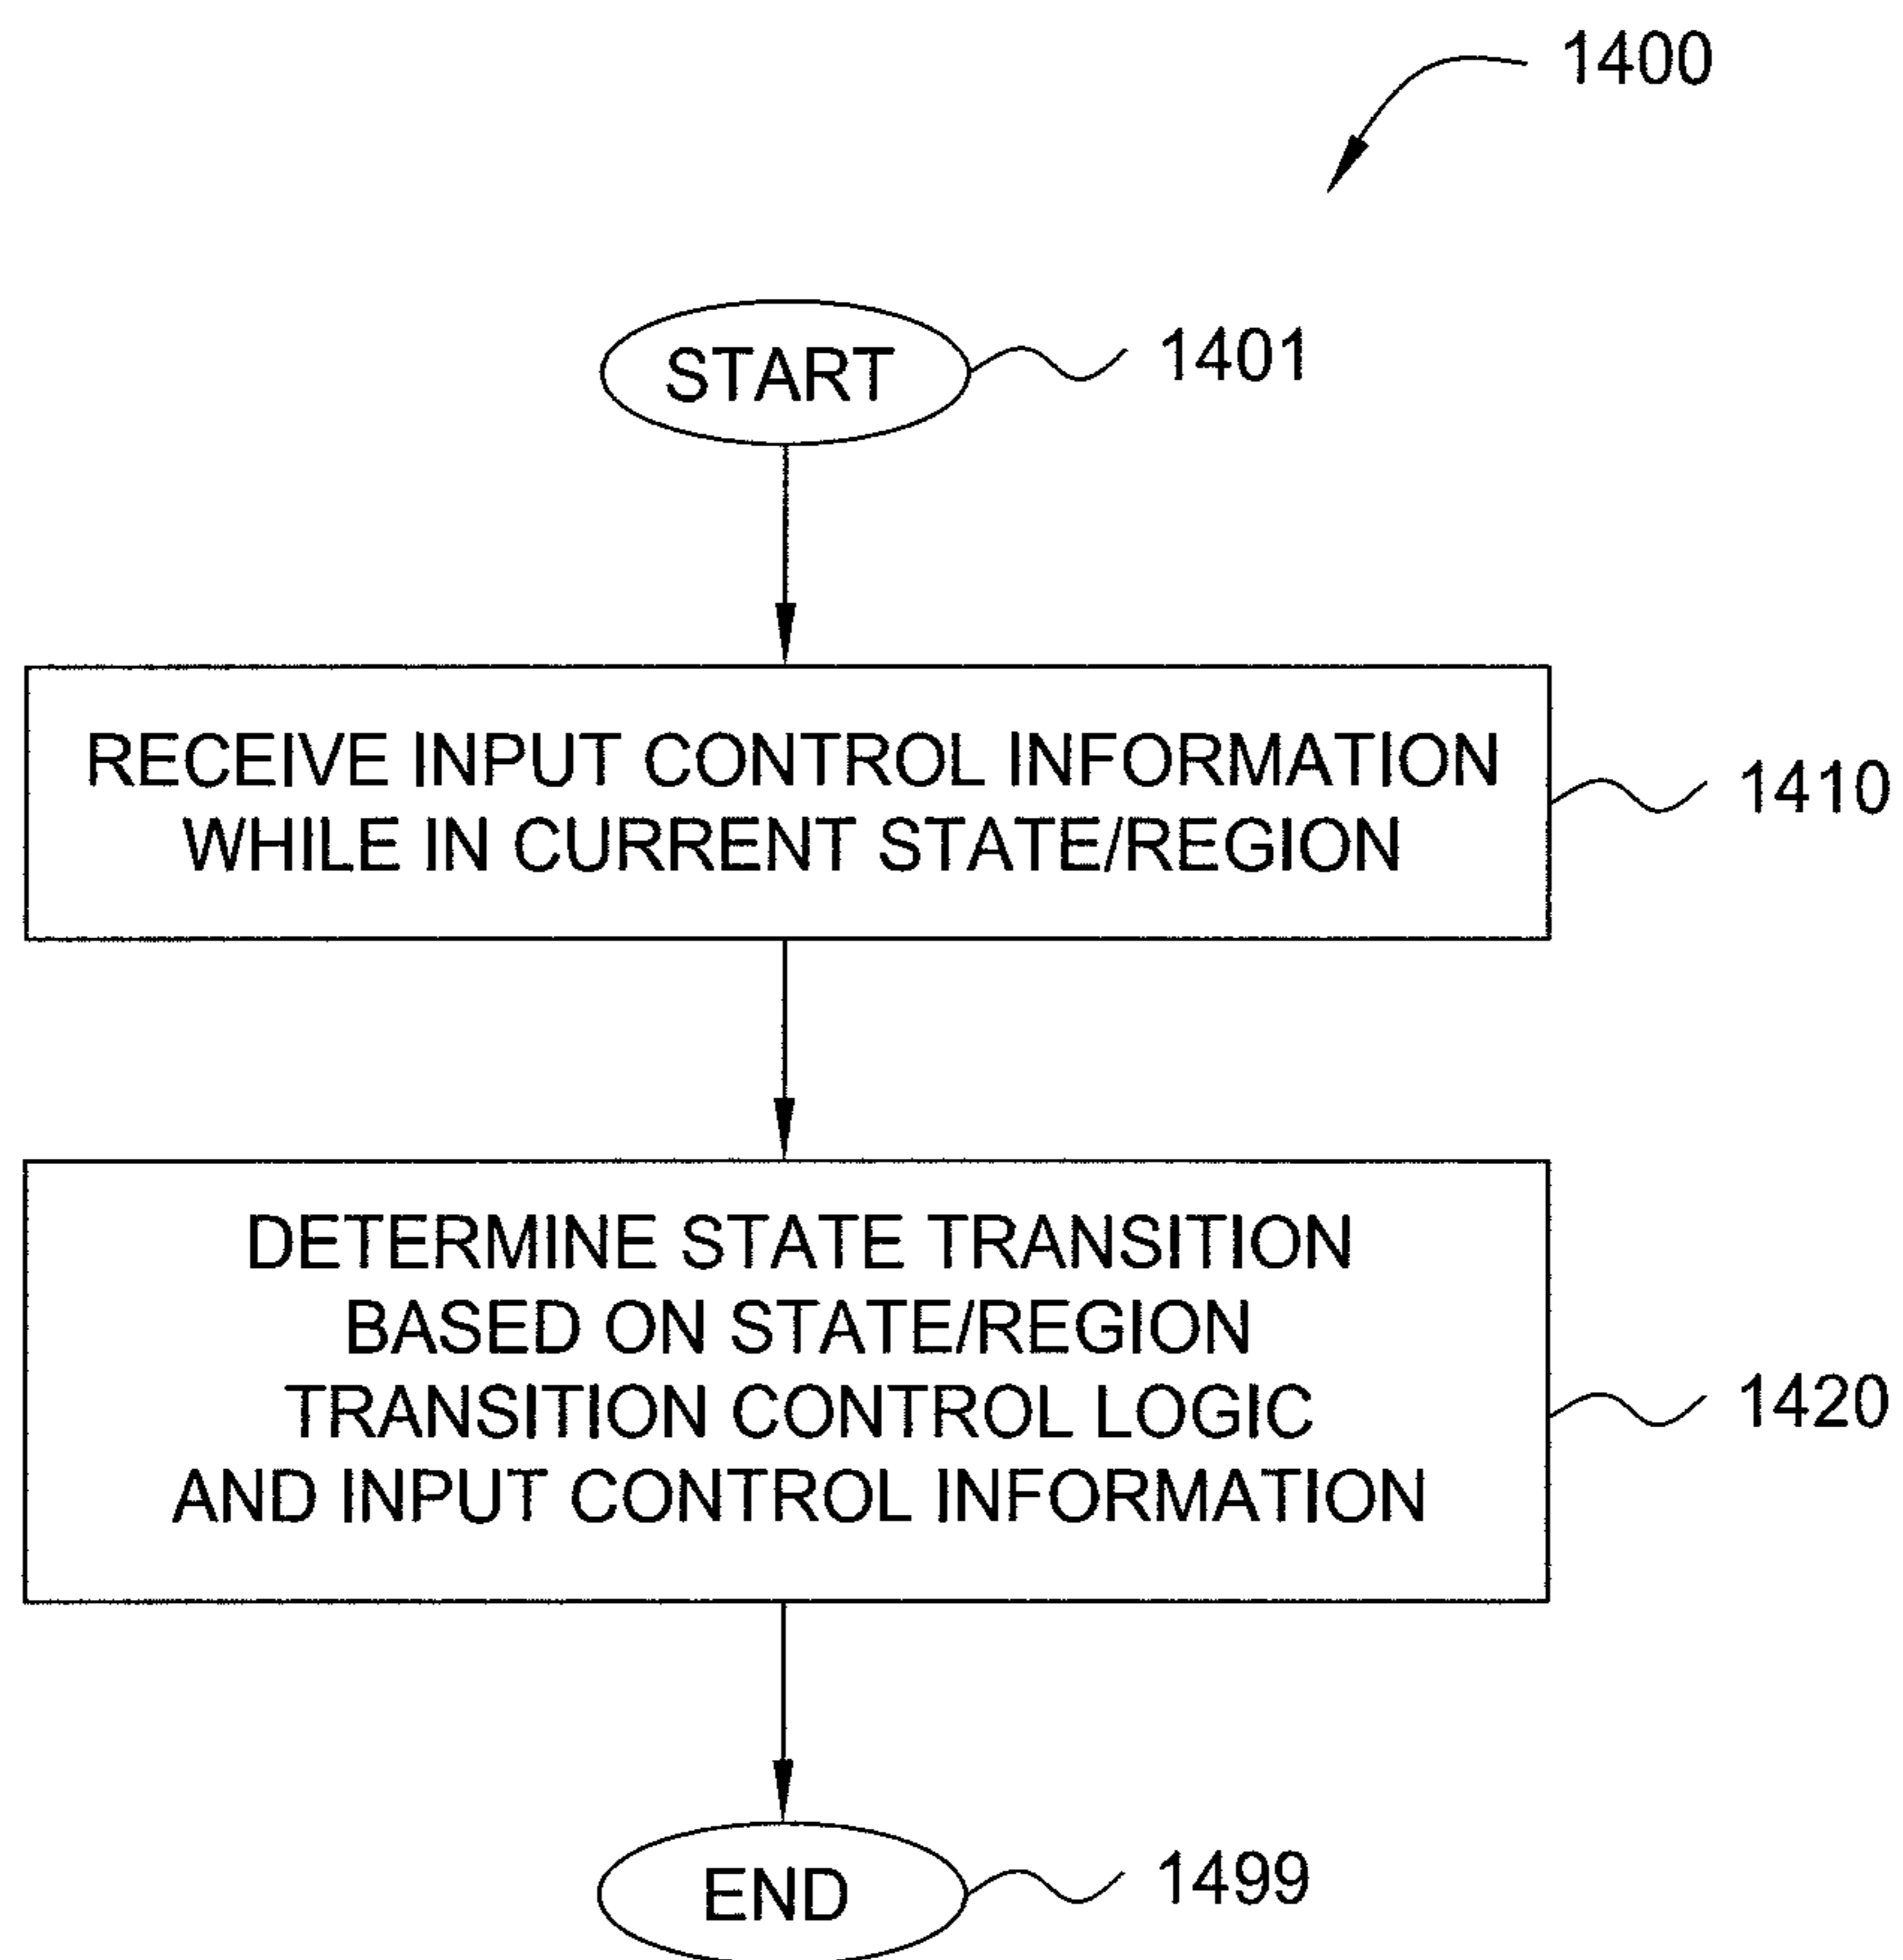 1400
START
1401
RECEIVE INPUT CONTROL INFORMATION
WHILE IN CURRENT STATE/REGION
1410
DETERMINE STATE TRANSITION
BASED ON STATE/REGION
TRANSITION CONTROL LOGIC
AND INPUT CONTROL INFORMATION
1420
END
1499